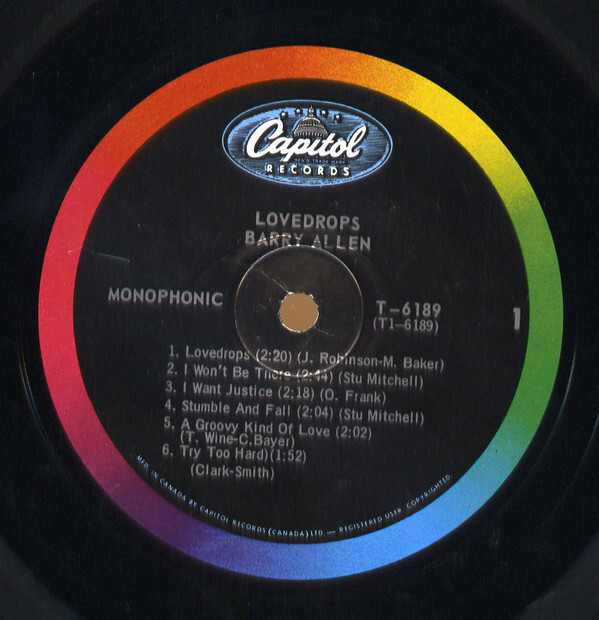 Capitol
REG'D TRADE MARK
RECORDS
LOVEDROPS
BARRY ALLEN
MONOPHONIC
T-6189
(T1-6189)
1
1. Lovedrops (2:20) (J. Robinson-M. Baker)
2. I Won't Be There (2:44) (Stu Mitchell)
3. I Want Justice (2:18) (O. Frank)
4. Stumble And Fall (2:04) (Stu Mitchell)
5. A Groovy Kind Of Love (2:02)
(T. Wine-C.Bayer)
6. Try Too Hard)(1:52)
(Clark-Smith)
MFD. IN CANADA BY CAPITOL RECORDS (CANADA) LTD. — REGISTERED USER. COPYRIGHTED.